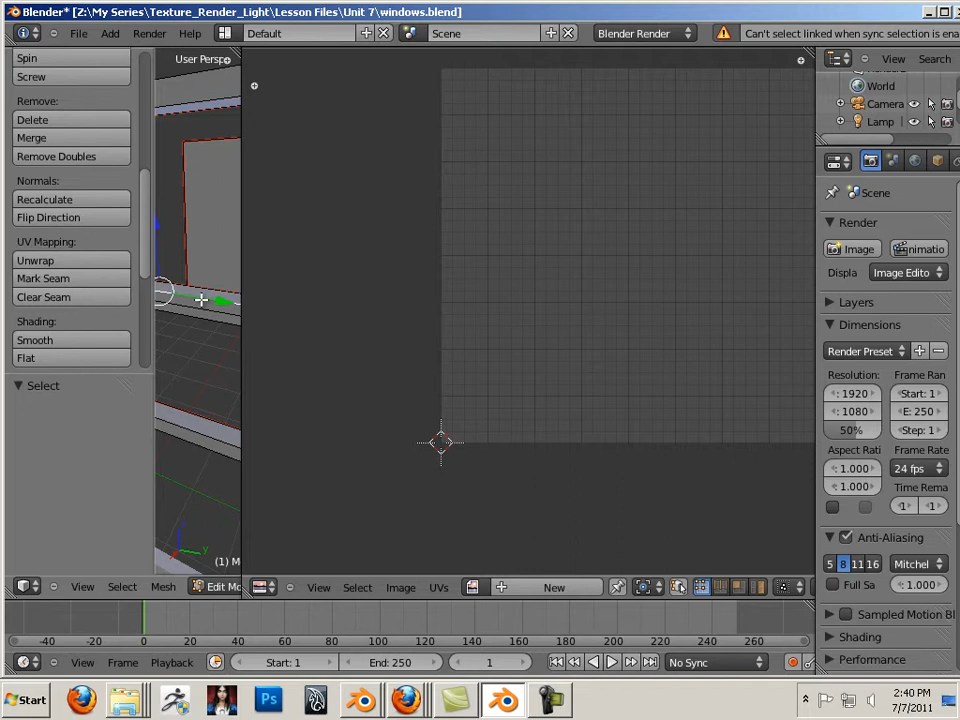 Blender* [Z:\My Series\Texture_Render_Light\Lesson Files\Unit 7\windows.blend]
File Add Render Help Default Scene Blender Render Can't select linked when sync selection is ena
Spin
Screw
Remove:
Delete
Merge
Remove Doubles
Normals:
Recalculate
Flip Direction
UV Mapping:
Unwrap
Mark Seam
Clear Seam
Shading:
Smooth
Flat
Select
User Persp
(1) M
View Select Mesh Edit Mo
View Select Image UVs New
View Search
World
Camera
Lamp
Scene
Render
Image nimatio
Displa Image Edito
Layers
Dimensions
Render Preset
Resolution: Frame Ran
: 1920 Start: 1
: 1080 E: 250
50% Step: 1
Aspect Rati Frame Rate
: 1.000 24 fps
: 1.000 Time Rema
1 1
Anti-Aliasing
5 8 11 16 Mitchel
Full Sa : 1.000
Sampled Motion Bl
Shading
Performance
-40 -20 0 20 40 60 80 100 120 140 160 180 200 220 240 260
View Frame Playback Start: 1 End: 250 1 No Sync
Start Ps 2:40 PM
7/7/2011